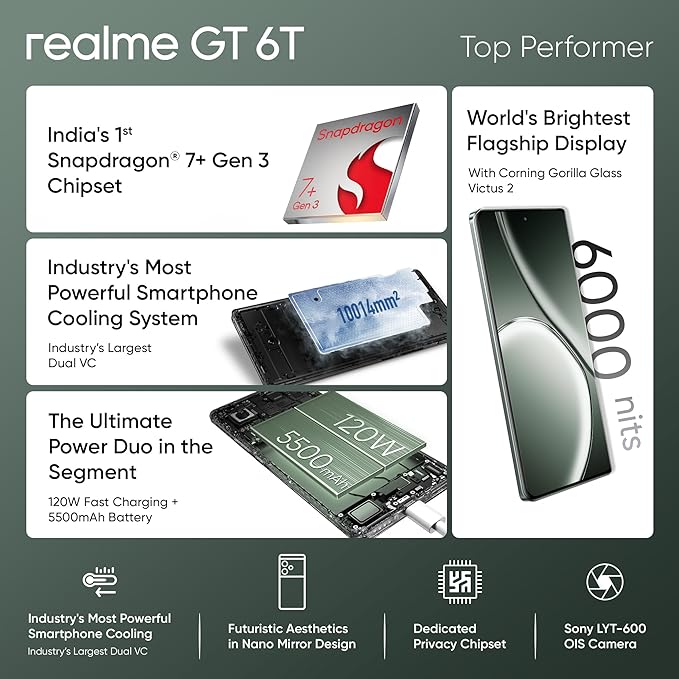 realme GT 6T
Top Performer
India's 1st
Snapdragon® 7+ Gen 3
Chipset
Snapdragon
7+
Gen 3
Industry's Most
Powerful Smartphone
Cooling System
Industry's Largest
Dual VC
10014mm²
The Ultimate
Power Duo in the
Segment
120W Fast Charging +
5500mAh Battery
120W
5500mAh
World's Brightest
Flagship Display
With Corning Gorilla Glass
Victus 2
6000 nits
Industry's Most Powerful
Smartphone Cooling
Industry's Largest Dual VC
Futuristic Aesthetics
in Nano Mirror Design
Dedicated
Privacy Chipset
Sony LYT-600
OIS Camera